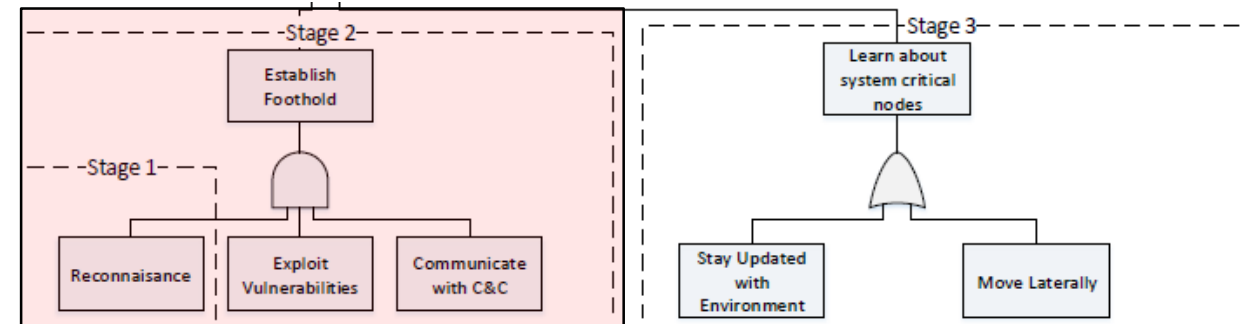 Stage 2
Stage 3
Establish
Foothold
Learn about
system critical
nodes
Stage 1
Reconnaisance
Exploit
Vulnerabilities
Communicate
with C&C
Stay Updated
with
Environment
Move Laterally